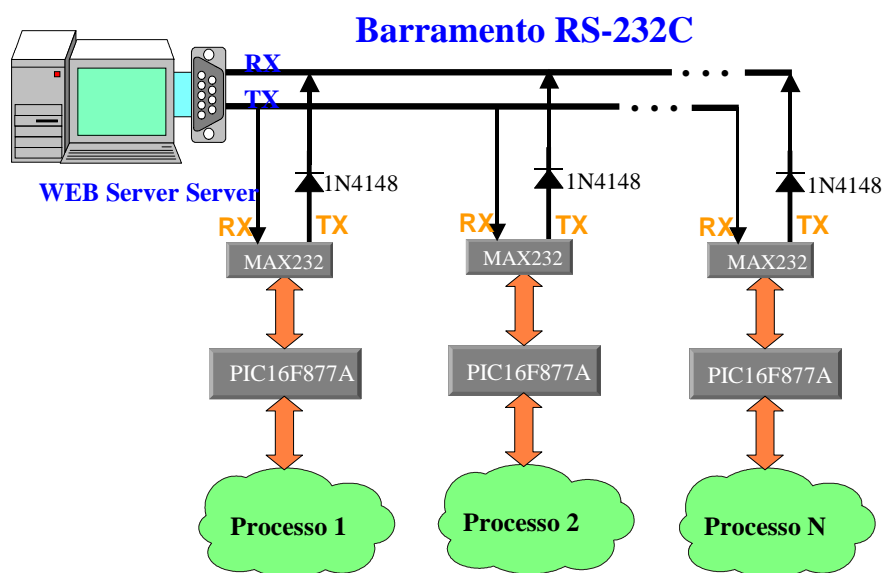 Barramento RS-232C
RX
TX
WEB Server Server
1N4148
1N4148
1N4148
RX TX
RX TX
RX TX
MAX232
MAX232
MAX232
PIC16F877A
PIC16F877A
PIC16F877A
Processo 1
Processo 2
Processo N